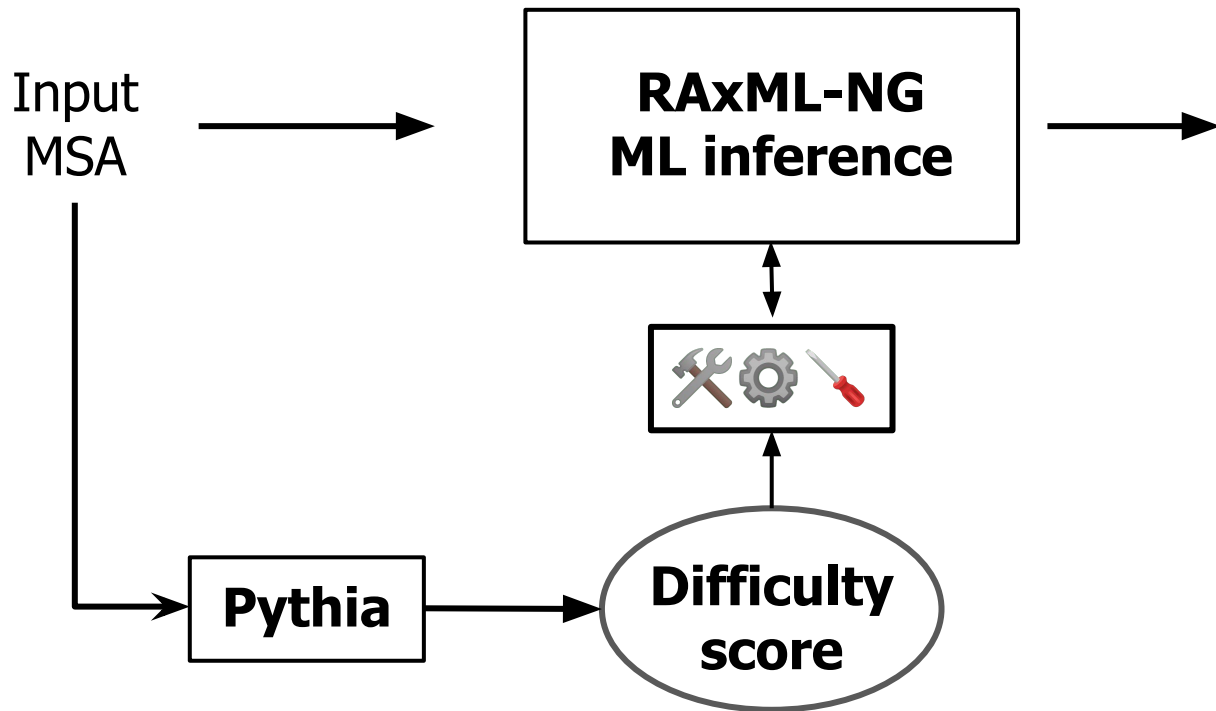 Input
MSA
RAxML-NG
ML inference
Pythia
Difficulty
score